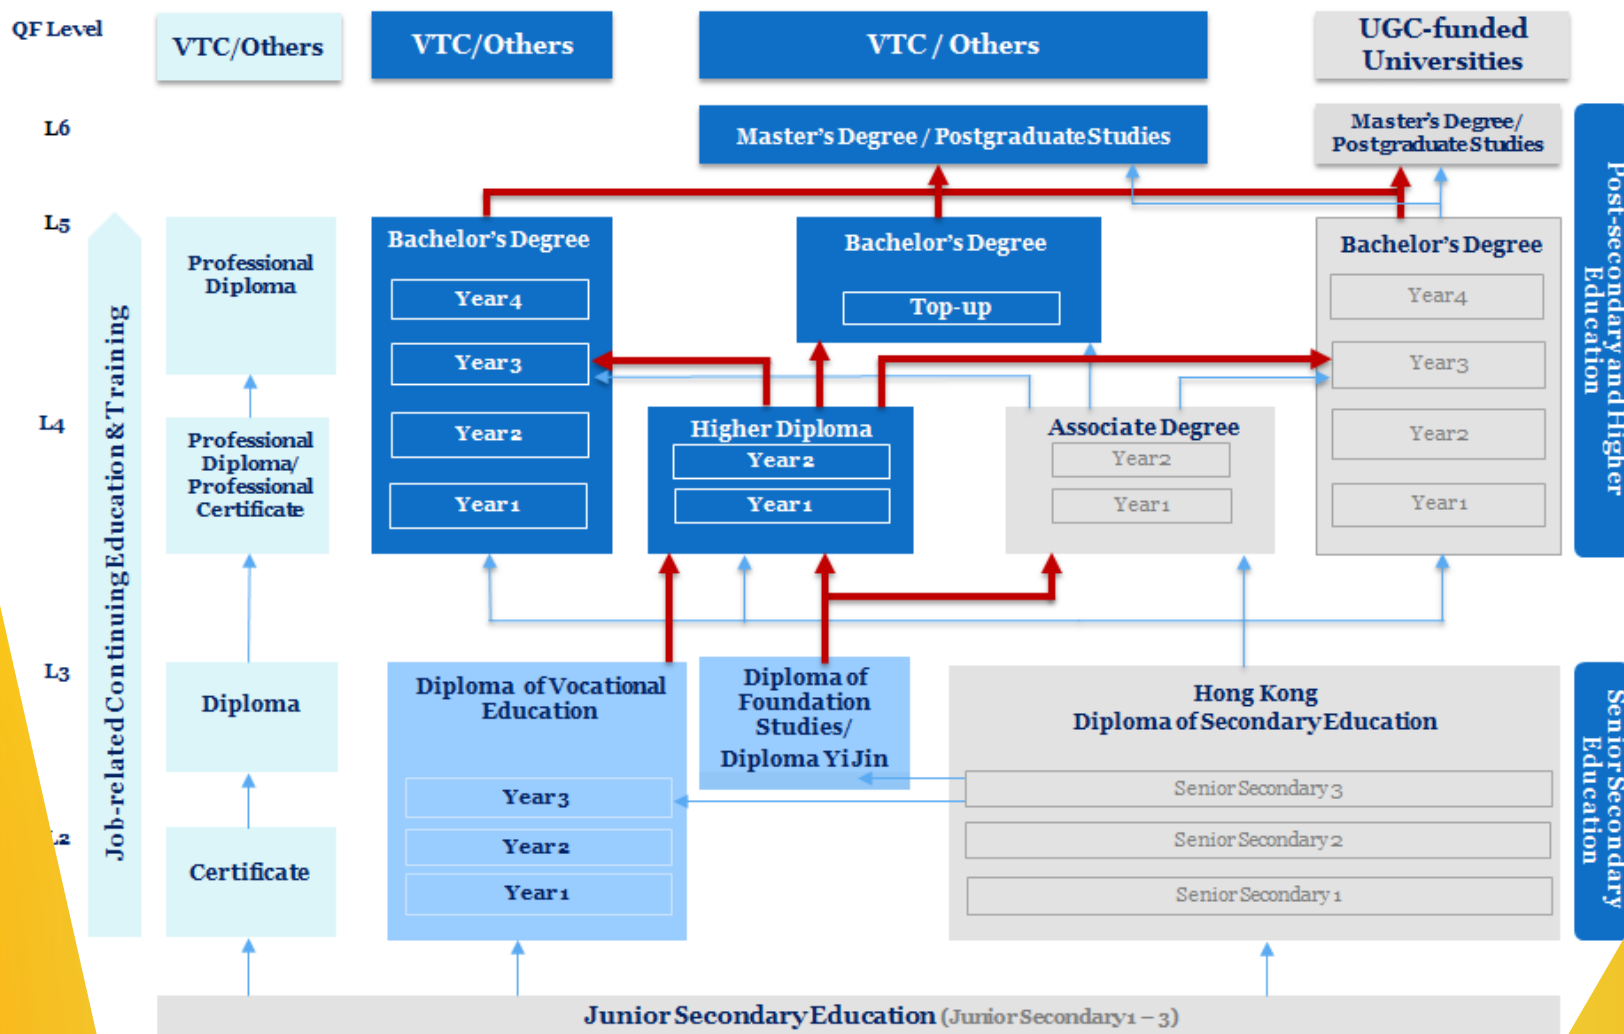 QF Level
VTC/Others
VTC/Others
VTC / Others
UGC-funded
Universities
L6
Master's Degree / Postgraduate Studies
Master's Degree/
Postgraduate Studies
L5
Professional
Diploma
Bachelor's Degree
Year 4
Year 3
Year 2
Year 1
Bachelor's Degree
Top-up
Bachelor's Degree
Year 4
Year 3
Year 2
Year 1
Post-secondary and Higher
Education
L4
Professional
Diploma/
Professional
Certificate
Higher Diploma
Year 2
Year 1
Associate Degree
Year 2
Year 1
Job-related Continuing Education & Training
L3
Diploma
Diploma of Vocational
Education
Year 3
Year 2
Year 1
Diploma of
Foundation
Studies/
Diploma Yi Jin
Hong Kong
Diploma of Secondary Education
Senior Secondary 3
Senior Secondary 2
Senior Secondary 1
Senior Secondary
Education
L2
Certificate
Junior Secondary Education (Junior Secondary 1 – 3)